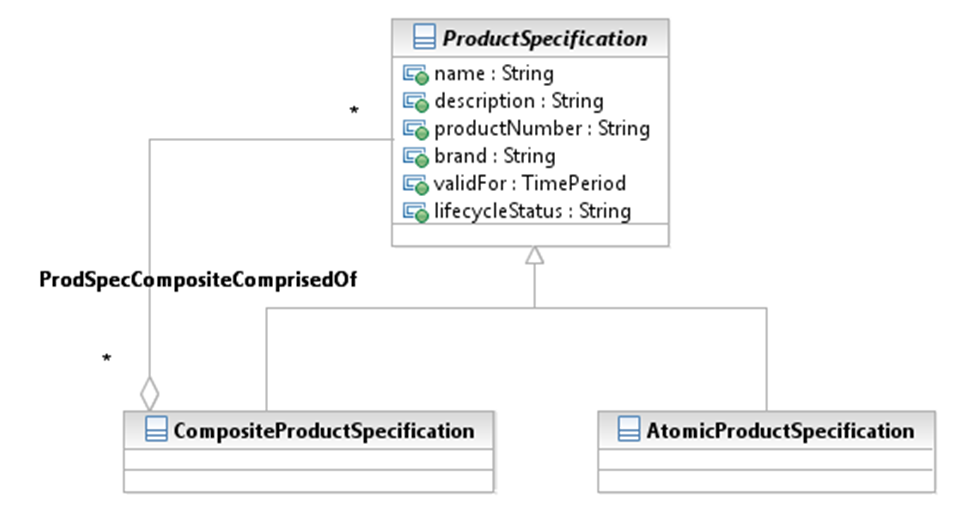 ProductSpecification
name : String
description : String
productNumber : String
brand : String
validFor : TimePeriod
lifecycleStatus : String
*
ProdSpecCompositeComprisedOf
*
CompositeProductSpecification
AtomicProductSpecification